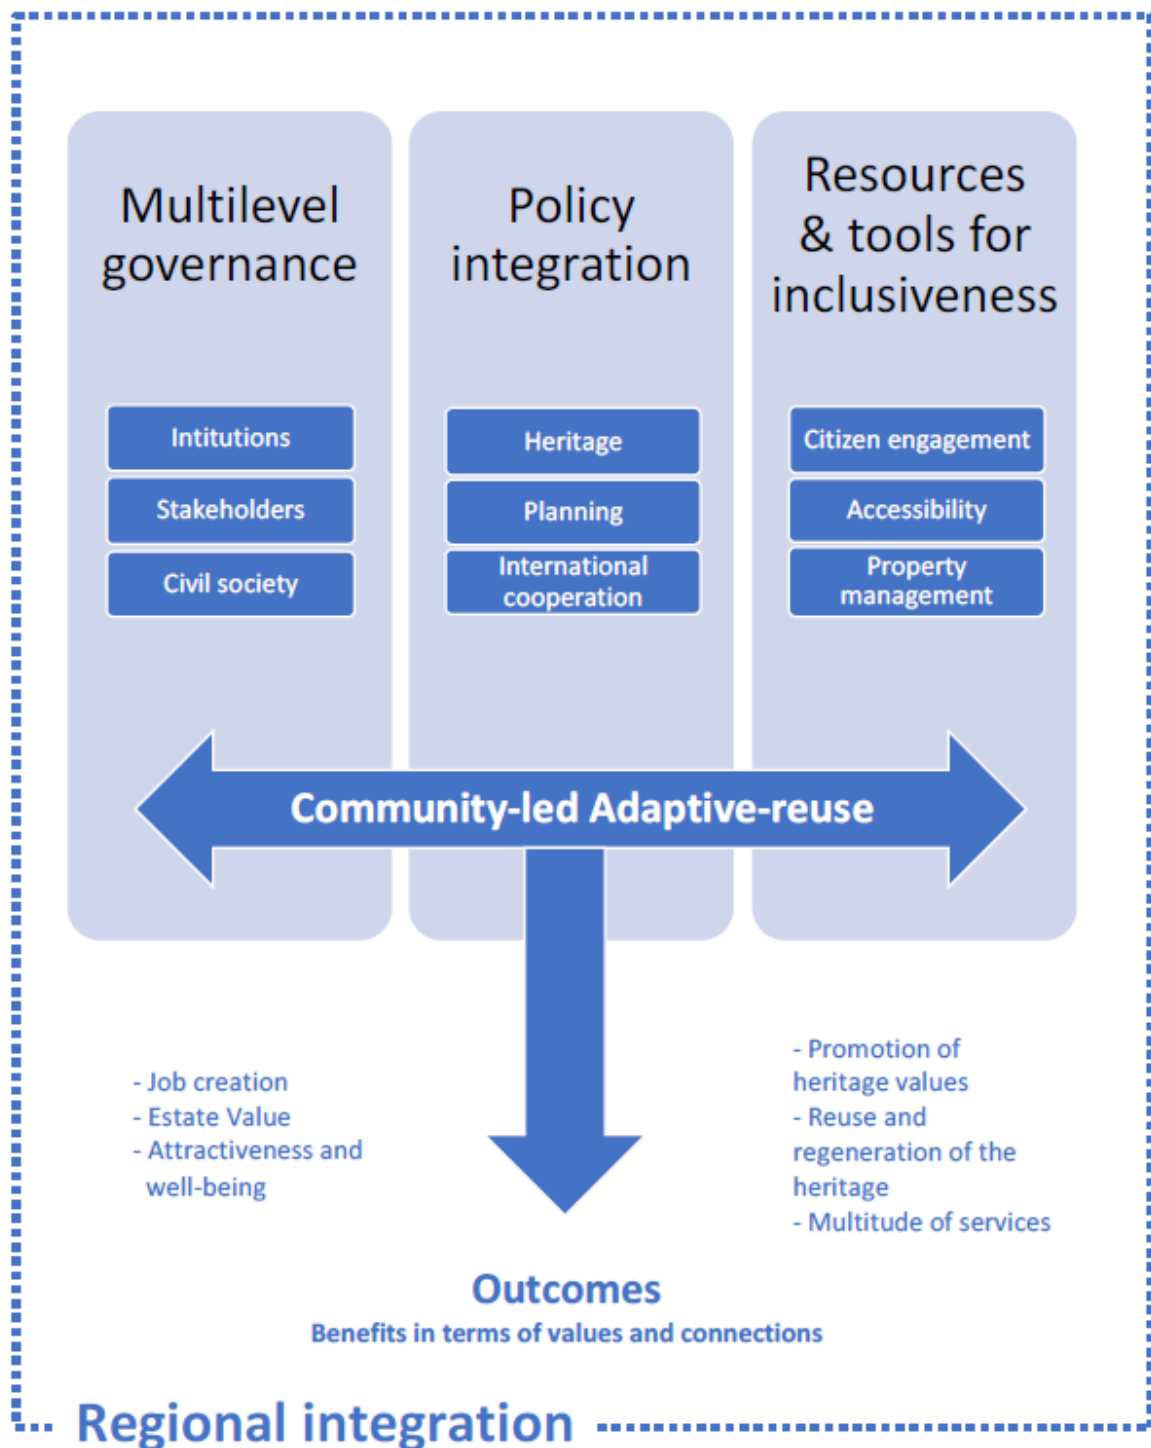 Multilevel
governance
Intitutions
Stakeholders
Civil society
Policy
integration
Heritage
Planning
International
cooperation
Resources
& tools for
inclusiveness
Citizen engagement
Accessibility
Property
management
Community-led Adaptive-reuse
- Job creation
- Estate Value
- Attractiveness and
well-being
- Promotion of
heritage values
- Reuse and
regeneration of the
heritage
- Multitude of services
Outcomes
Benefits in terms of values and connections
Regional integration